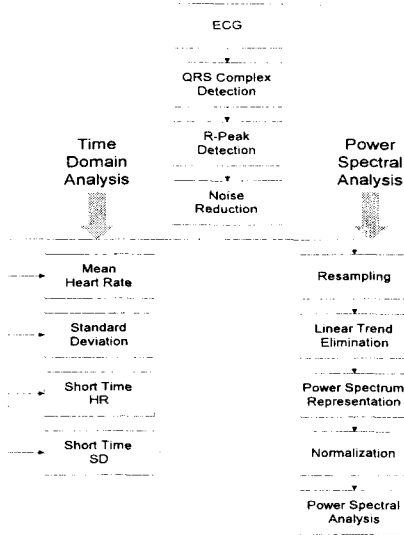 ECG
QRS Complex
Detection
R-Peak
Detection
Noise
Reduction
Time
Domain
Analysis
Power
Spectral
Analysis
Mean
Heart Rate
Standard
Deviation
Short Time
HR
Short Time
SD
Resampling
Linear Trend
Elimination
Power Spectrum
Representation
Normalization
Power Spectral
Analysis